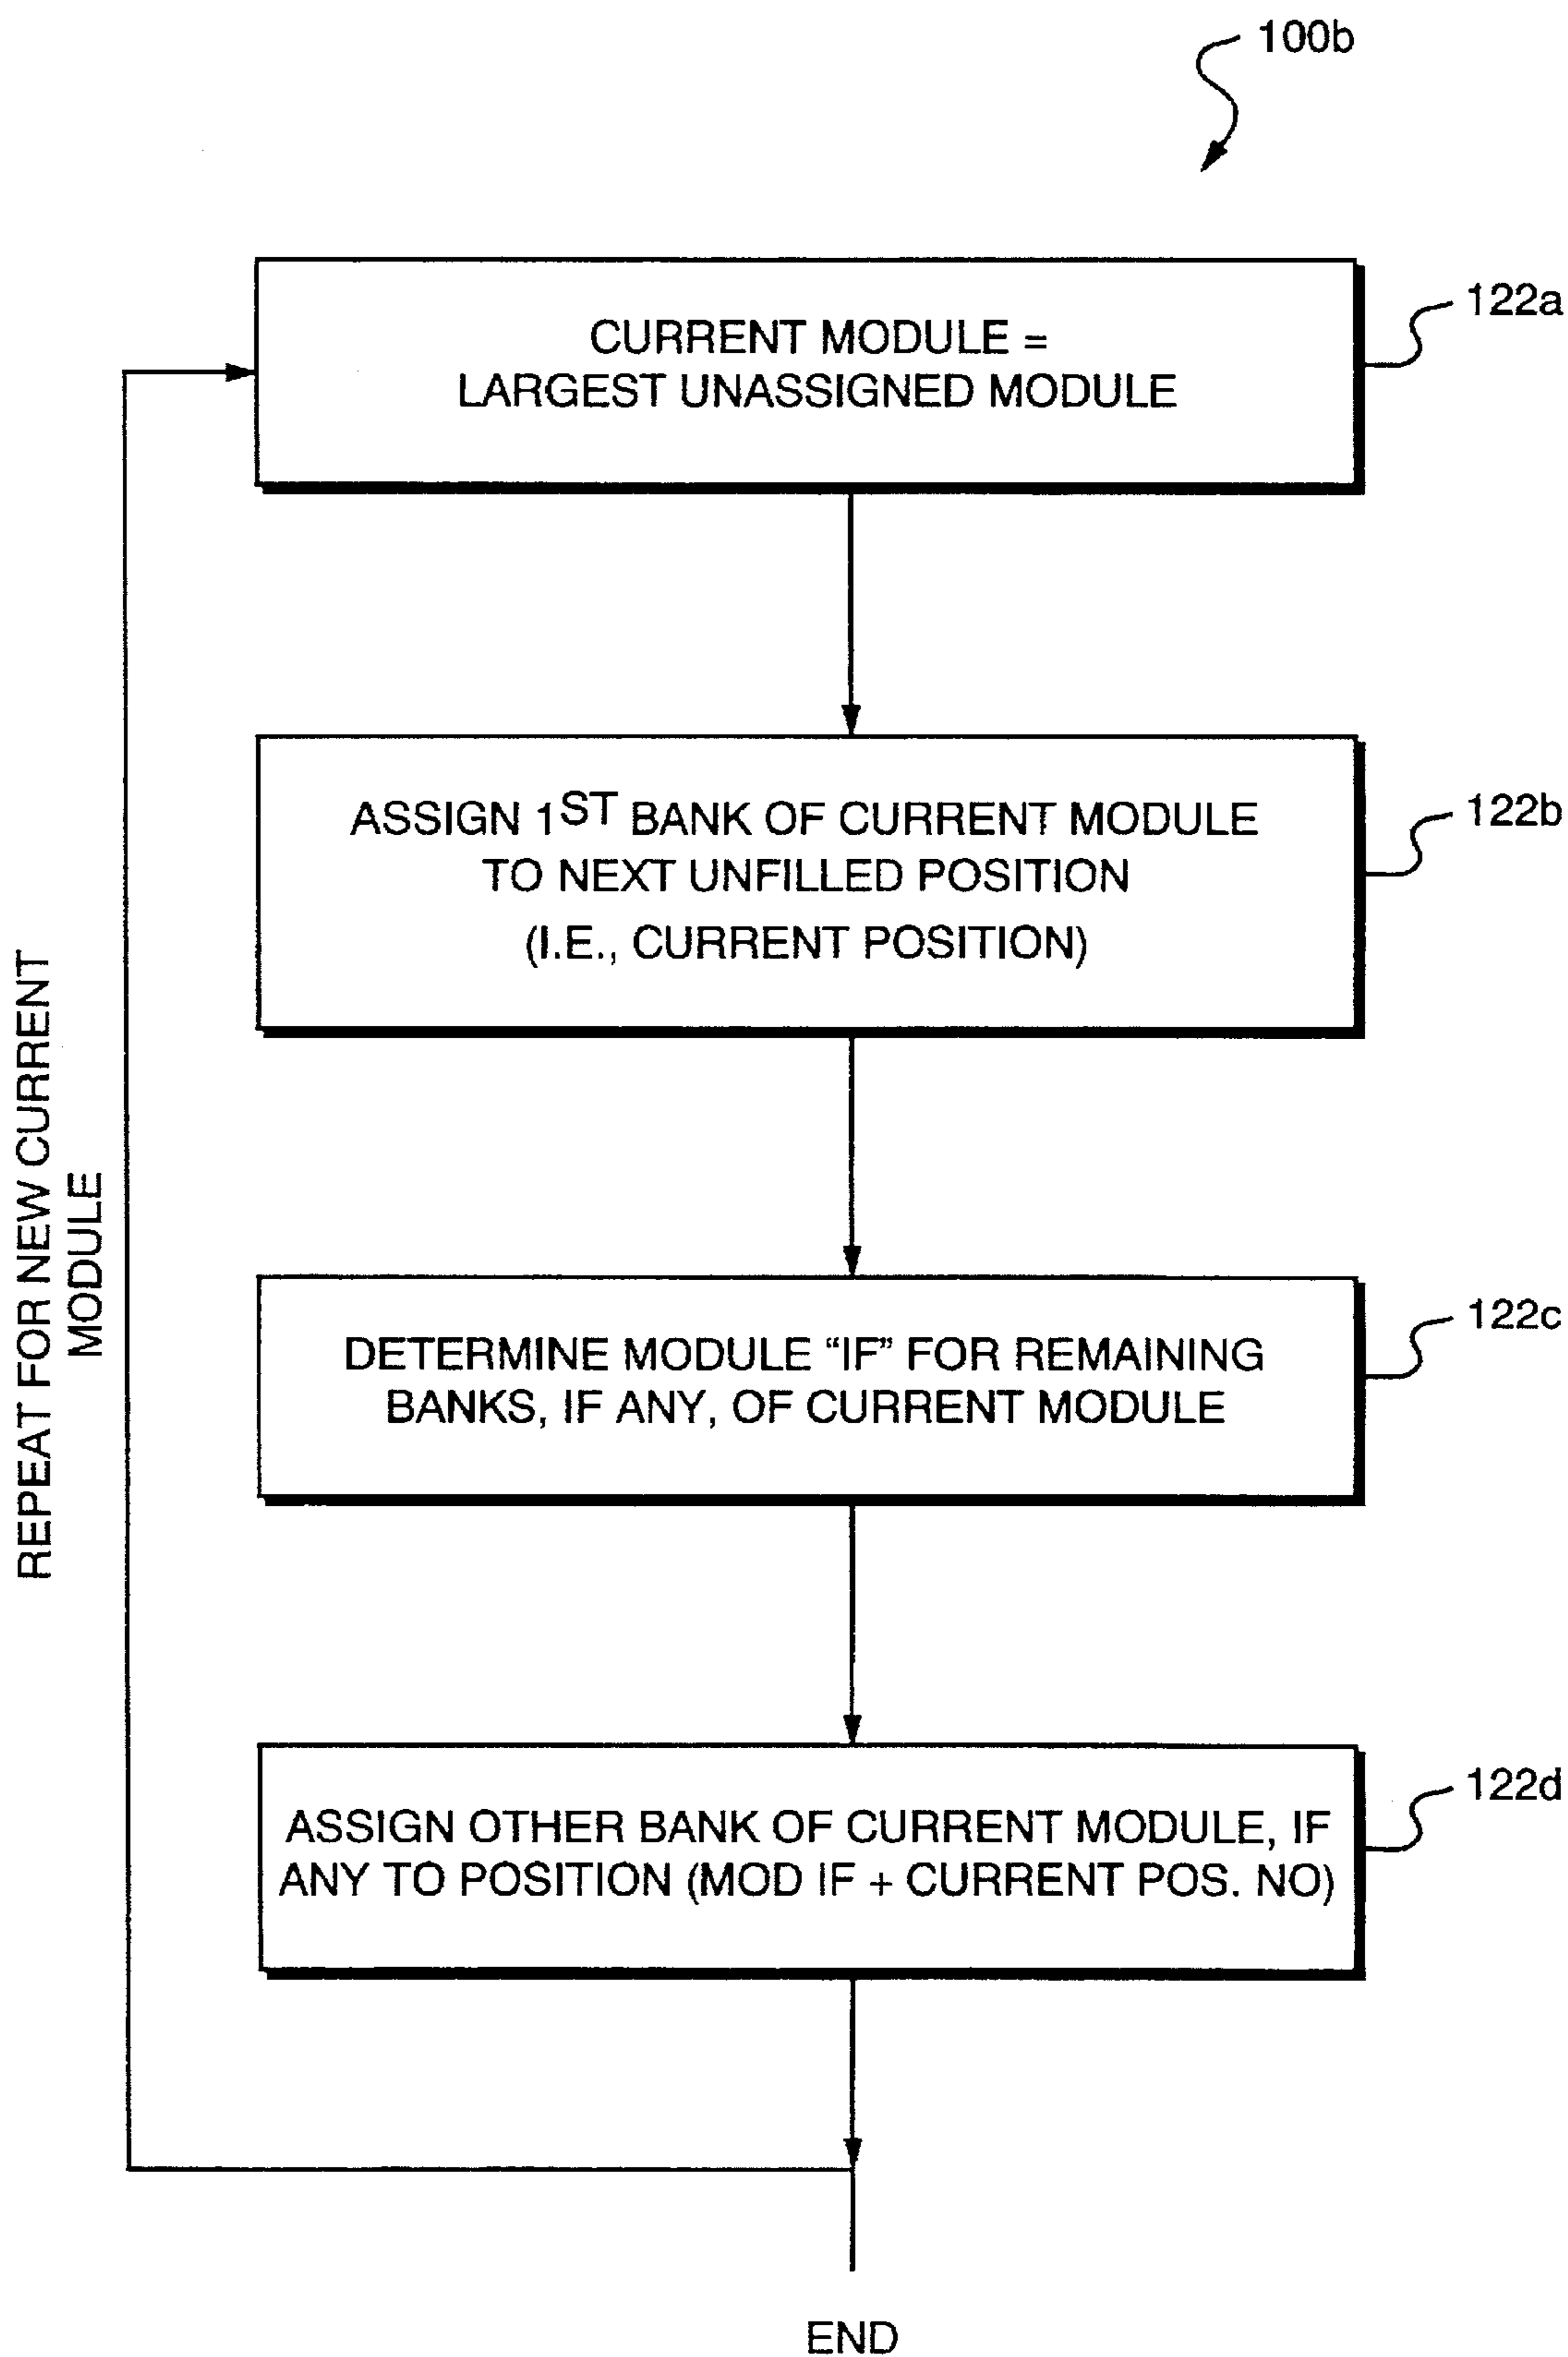 100b
CURRENT MODULE =
LARGEST UNASSIGNED MODULE
122a
ASSIGN 1ST BANK OF CURRENT MODULE
TO NEXT UNFILLED POSITION
(I.E., CURRENT POSITION)
122b
REPEAT FOR NEW CURRENT
MODULE
DETERMINE MODULE “IF” FOR REMAINING
BANKS, IF ANY, OF CURRENT MODULE
122c
ASSIGN OTHER BANK OF CURRENT MODULE, IF
ANY TO POSITION (MOD IF + CURRENT POS. NO)
122d
END